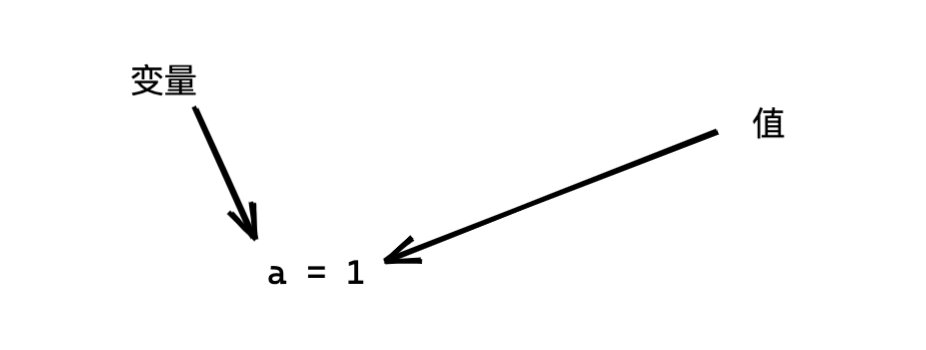 变量
值
a = 1